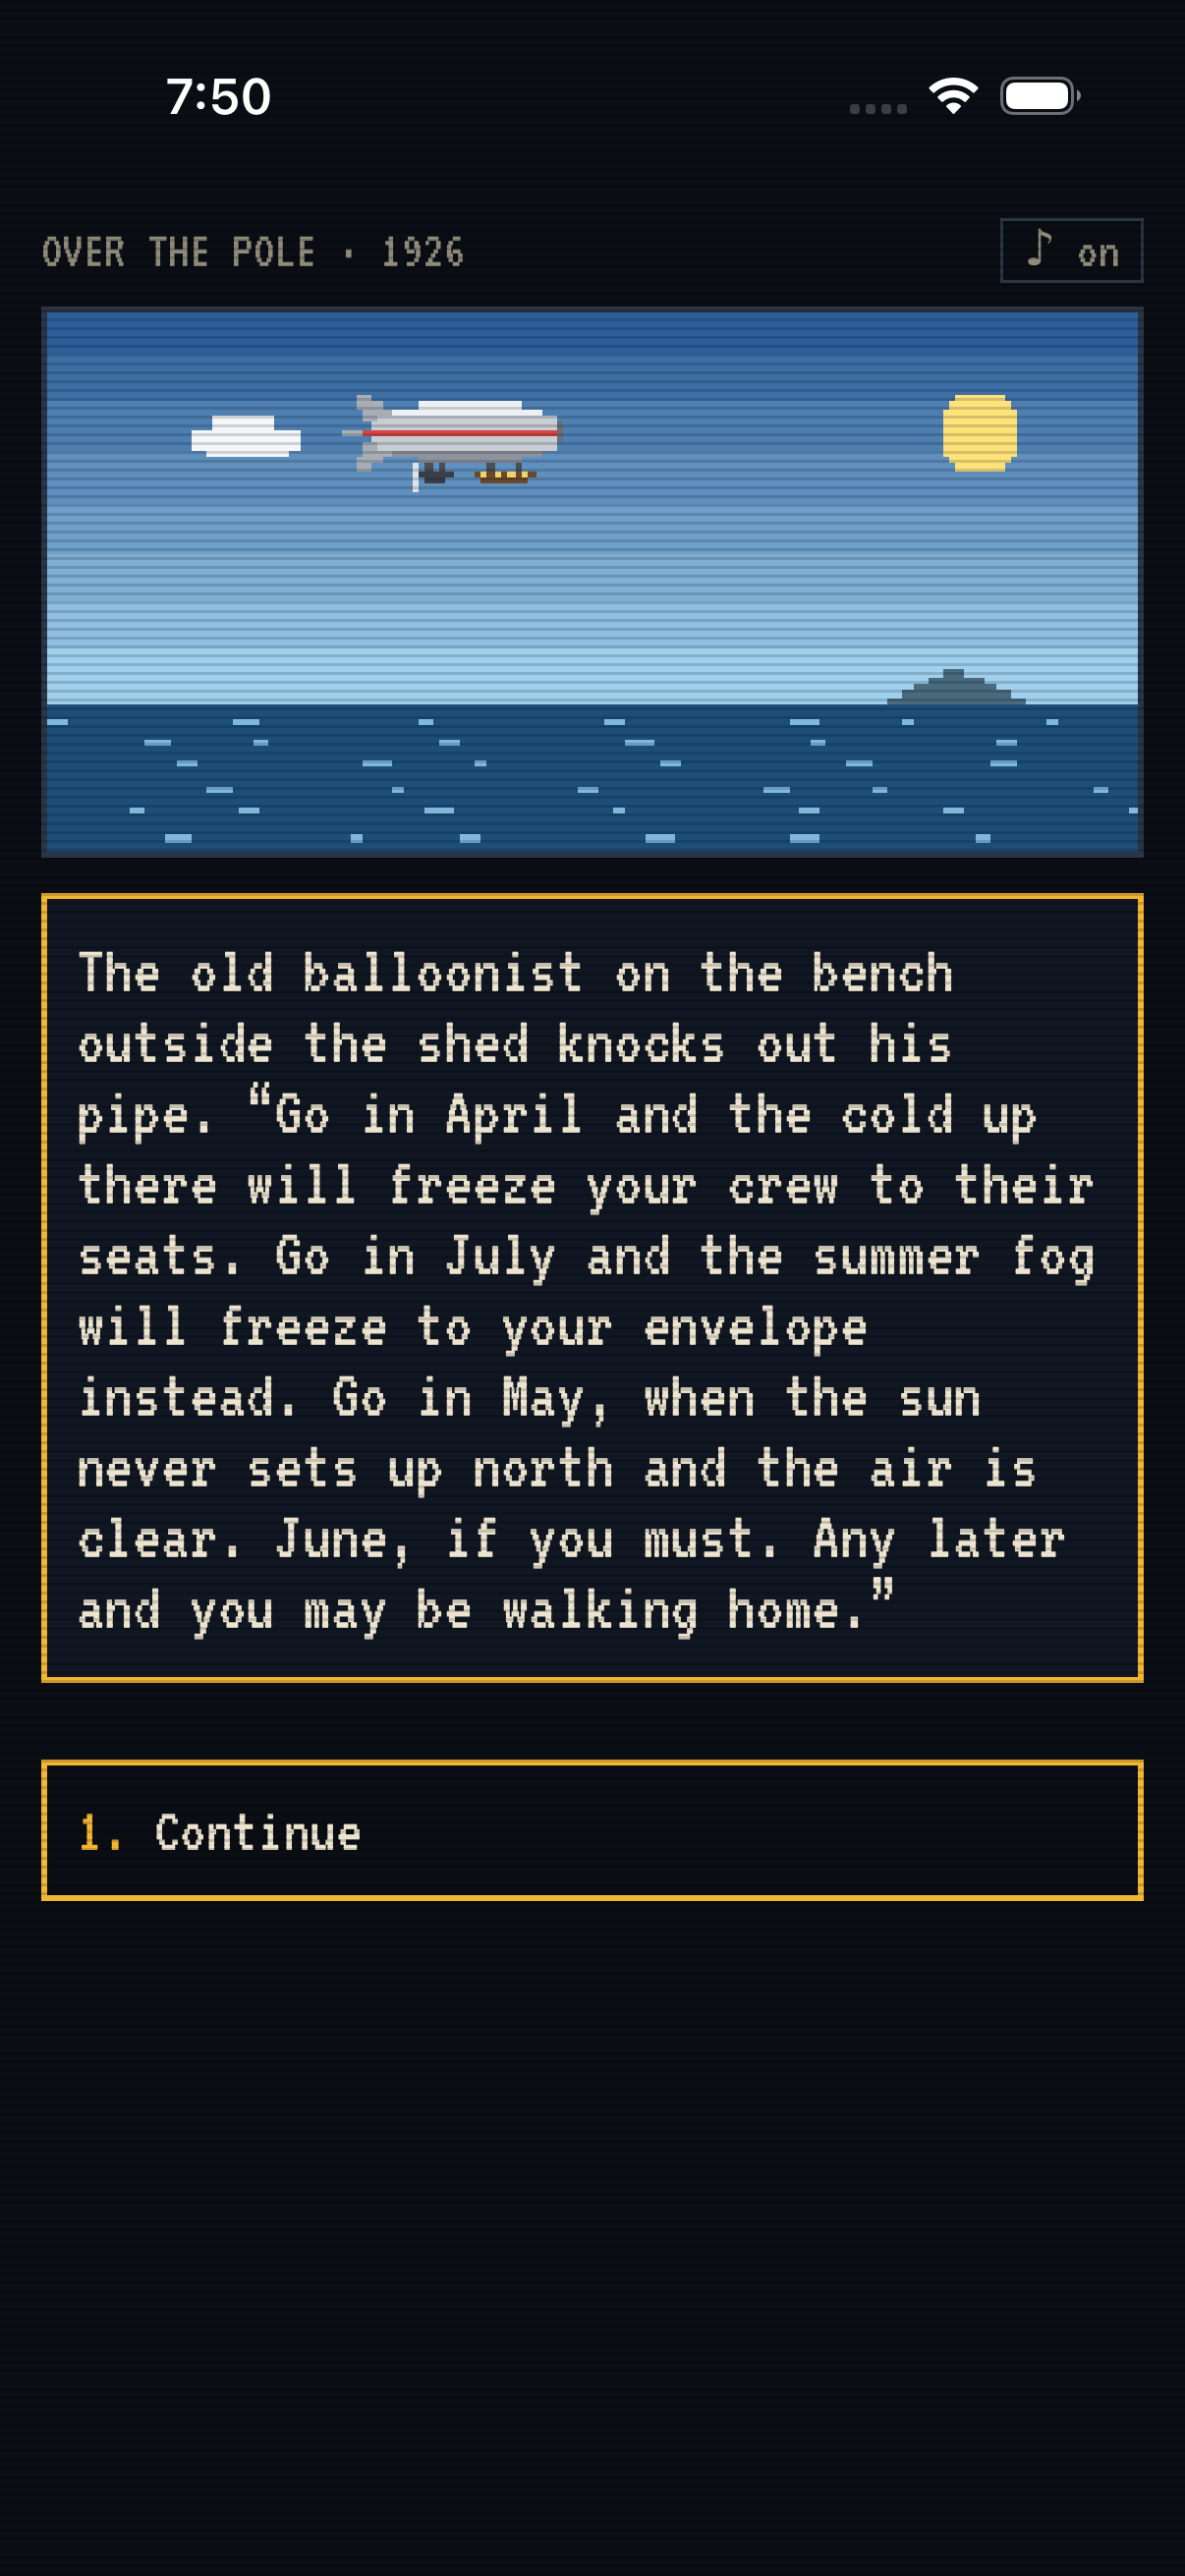 7:50
OVER THE POLE · 1926
♪ on
The old balloonist on the bench
outside the shed knocks out his
pipe. “Go in April and the cold up
there will freeze your crew to their
seats. Go in July and the summer fog
will freeze to your envelope
instead. Go in May, when the sun
never sets up north and the air is
clear. June, if you must. Any later
and you may be walking home.”
1. Continue